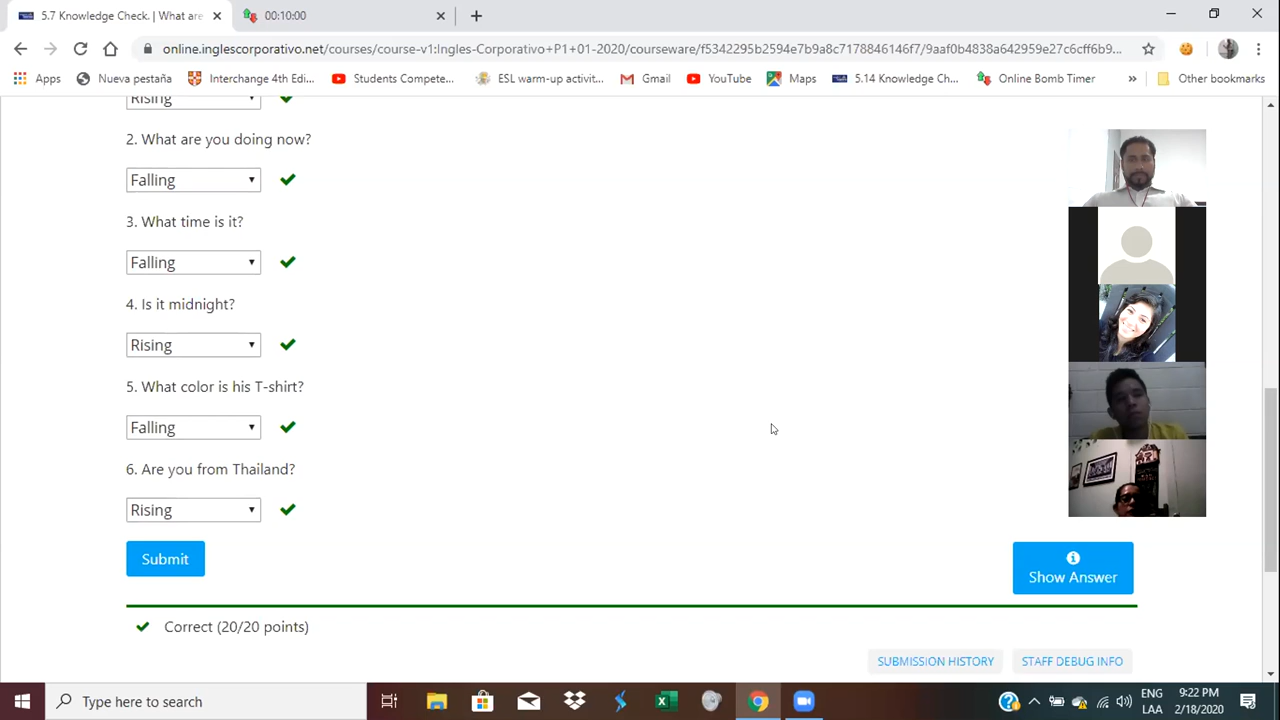 5.7 Knowledge Check. | What are
00:10:00
online.inglescorporativo.net/courses/course-v1:Ingles-Corporativo+P1+01-2020/courseware/f5342295b2594e7b9a8c7178846146f7/9aaf0b4838a642959e27c6cff6b9...
Apps
Nueva pestaña
Interchange 4th Edi...
Students Compete...
ESL warm-up activit...
Gmail
YouTube
Maps
5.14 Knowledge Ch...
Online Bomb Timer
»
Other bookmarks
Rising
2. What are you doing now?
Falling
3. What time is it?
Falling
4. Is it midnight?
Rising
5. What color is his T-shirt?
Falling
6. Are you from Thailand?
Rising
Submit
Show Answer
Correct (20/20 points)
SUBMISSION HISTORY
STAFF DEBUG INFO
Type here to search
ENG
LAA
9:22 PM
2/18/2020